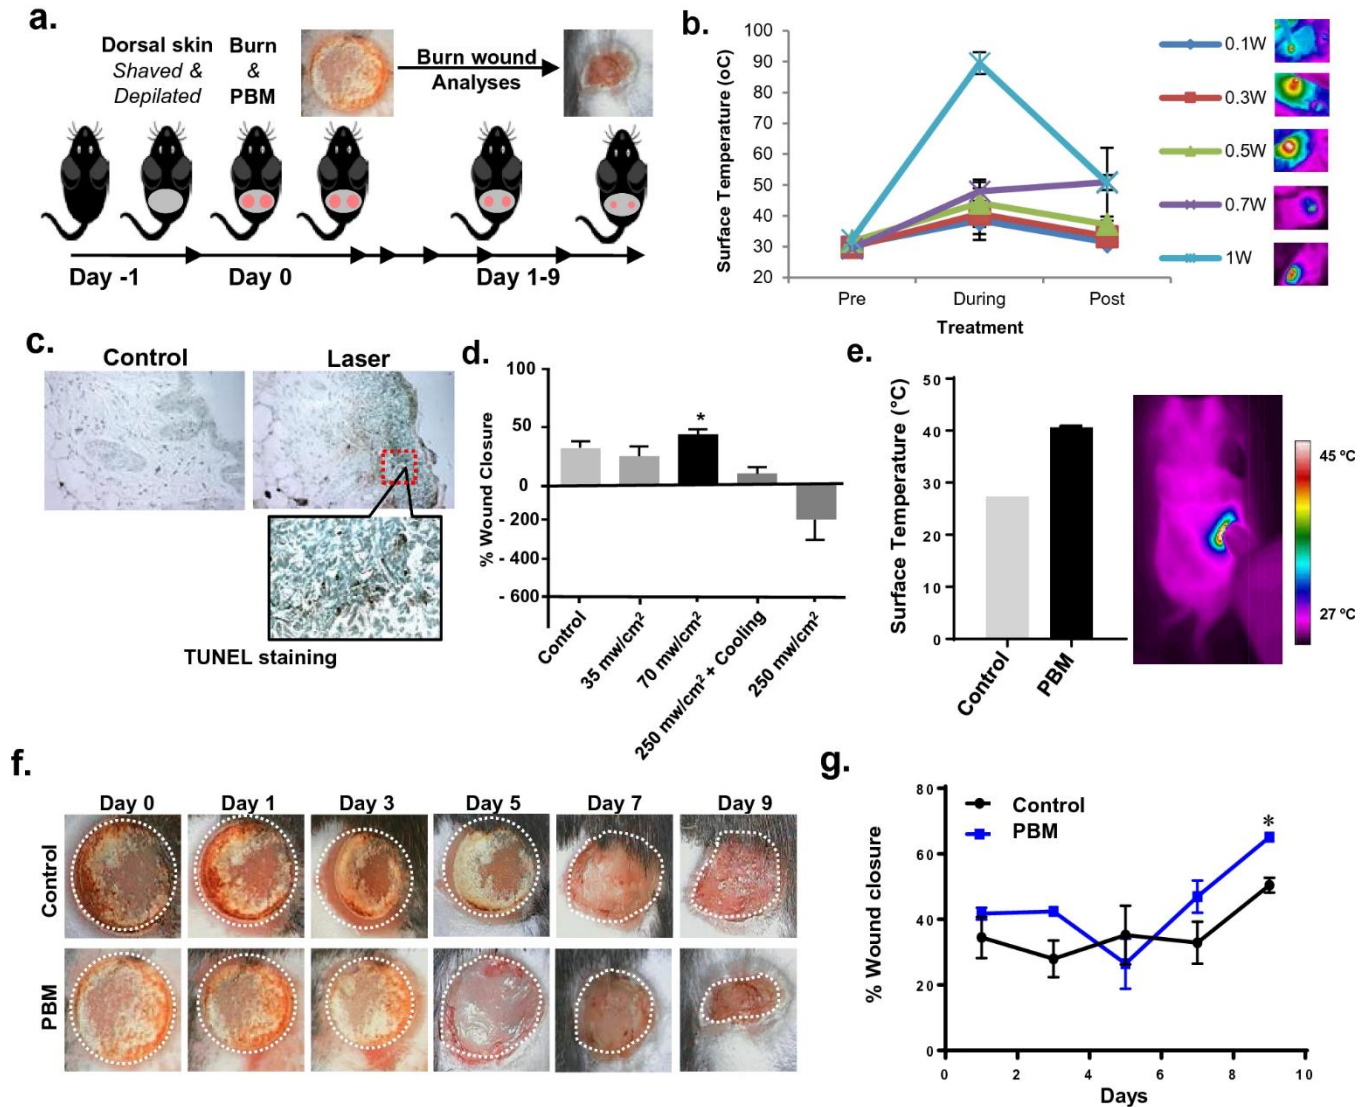 a.
Dorsal skin
Shaved &
Depilated
Burn
&
PBM
Burn wound
Analyses
Day -1
Day 0
Day 1-9
b.
Surface Temperature (oC)
100
90
80
70
60
50
40
30
20
Pre
During
Post
Treatment
0.1W
0.3W
0.5W
0.7W
1W
c.
Control
Laser
TUNEL staining
d.
% Wound Closure
100
50
0
- 200
- 400
- 600
*
Control
35 mw/cm²
70 mw/cm²
250 mw/cm² + Cooling
250 mw/cm²
e.
Surface Temperature (°C)
50
40
30
20
10
0
Control
PBM
45 ºC
27 ºC
f.
Day 0
Day 1
Day 3
Day 5
Day 7
Day 9
Control
PBM
g.
% Wound closure
80
60
40
20
0
Control
PBM
*
0
2
4
6
8
10
Days